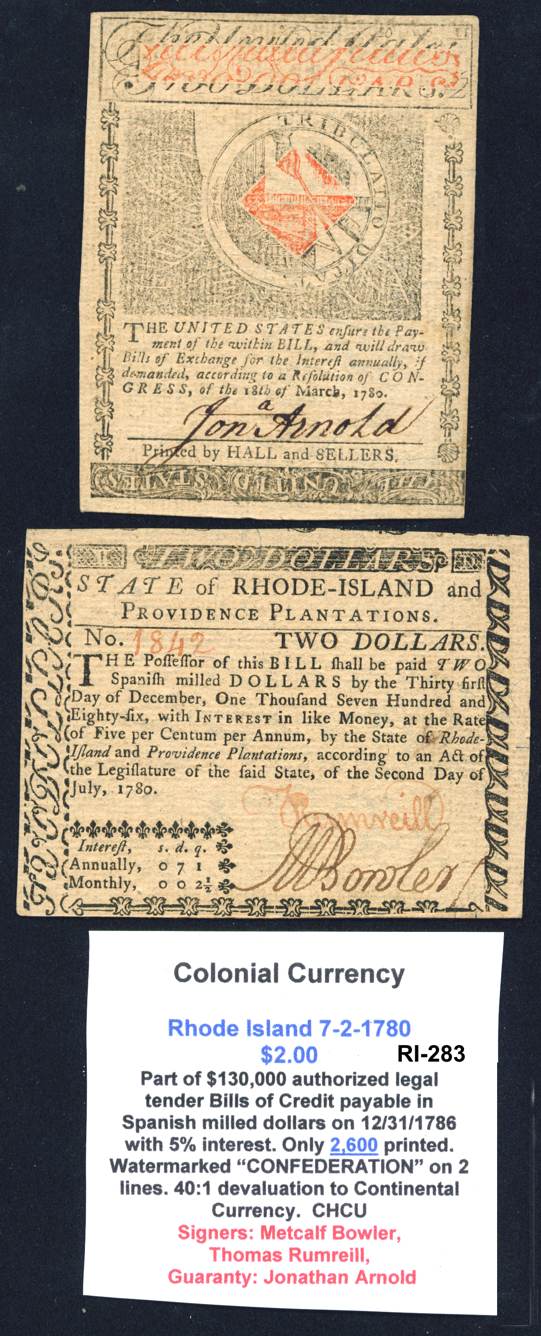 The United States
TWO DOLLARS.
TRIBULATIO
THE UNITED STATES enſure the Pay-
ment of the within BILL, and will draw
Bills of Exchange for the Intereſt annually, if
demanded, according to a Reſolution of CON-
GRESS, of the 18th of March, 1780.
Jonª Arnold
Printed by HALL and SELLERS.
UNITED STATES
TWO DOLLARS
STATE of RHODE-ISLAND and
PROVIDENCE PLANTATIONS.
No. 1842 TWO DOLLARS.
THE Poſſeſſor of this BILL ſhall be paid TWO
Spaniſh milled DOLLARS by the Thirty firſt
Day of December, One Thouſand Seven Hundred and
Eighty-ſix, with INTEREST in like Money, at the Rate
of Five per Centum per Annum, by the State of Rhode-
Iſland and Providence Plantations, according to an Act of
the Legiſlature of the ſaid State, of the Second Day of
July, 1780.
T Rumreill
Intereſt, s. d. q.
Annually, 0 7 1
Monthly, 0 0 2½
M Bowler
Colonial Currency
Rhode Island 7-2-1780
$2.00 RI-283
Part of $130,000 authorized legal
tender Bills of Credit payable in
Spanish milled dollars on 12/31/1786
with 5% interest. Only 2,600 printed.
Watermarked “CONFEDERATION” on 2
lines. 40:1 devaluation to Continental
Currency. CHCU
Signers: Metcalf Bowler,
Thomas Rumreill,
Guaranty: Jonathan Arnold